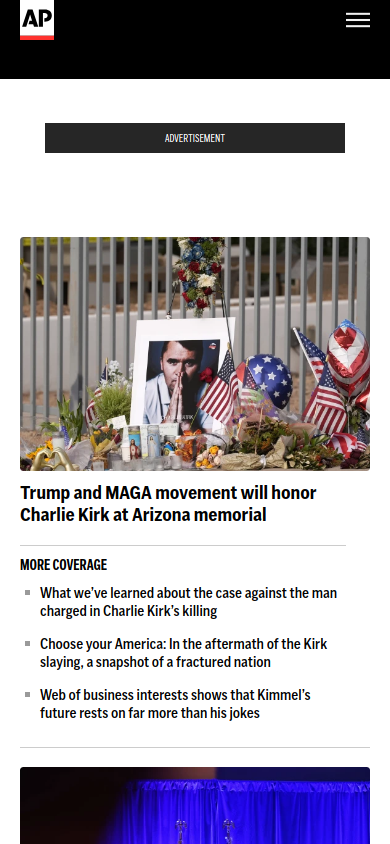 AP
ADVERTISEMENT
Trump and MAGA movement will honor
Charlie Kirk at Arizona memorial
MORE COVERAGE
What we’ve learned about the case against the man
charged in Charlie Kirk’s killing
Choose your America: In the aftermath of the Kirk
slaying, a snapshot of a fractured nation
Web of business interests shows that Kimmel’s
future rests on far more than his jokes